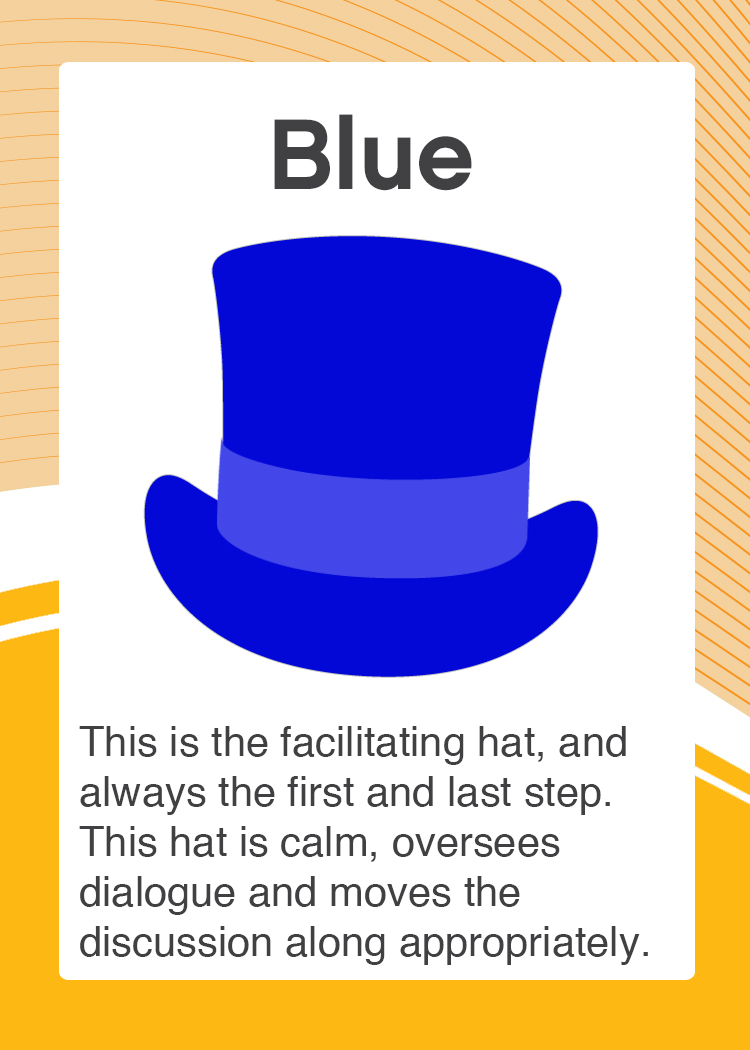 Blue
This is the facilitating hat, and
always the first and last step.
This hat is calm, oversees
dialogue and moves the
discussion along appropriately.